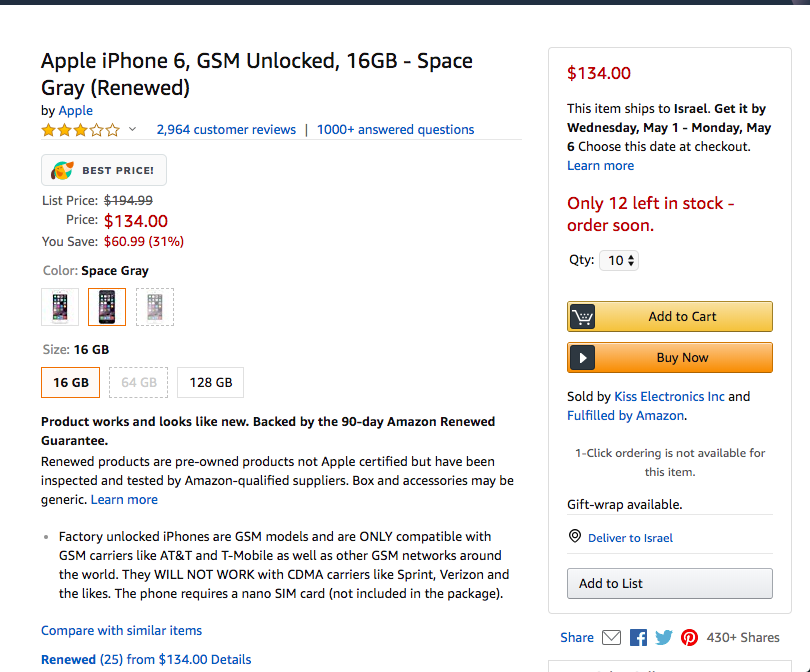 Apple iPhone 6, GSM Unlocked, 16GB - Space
Gray (Renewed)
by Apple
2,964 customer reviews | 1000+ answered questions
BEST PRICE!
List Price: $194.99
Price: $134.00
You Save: $60.99 (31%)
Color: Space Gray
Size: 16 GB
16 GB 64 GB 128 GB
Product works and looks like new. Backed by the 90-day Amazon Renewed
Guarantee.
Renewed products are pre-owned products not Apple certified but have been
inspected and tested by Amazon-qualified suppliers. Box and accessories may be
generic. Learn more
• Factory unlocked iPhones are GSM models and are ONLY compatible with
GSM carriers like AT&T and T-Mobile as well as other GSM networks around
the world. They WILL NOT WORK with CDMA carriers like Sprint, Verizon and
the likes. The phone requires a nano SIM card (not included in the package).
Compare with similar items
Renewed (25) from $134.00 Details
$134.00
This item ships to Israel. Get it by
Wednesday, May 1 - Monday, May
6 Choose this date at checkout.
Learn more
Only 12 left in stock -
order soon.
Qty: 10
Add to Cart
Buy Now
Sold by Kiss Electronics Inc and
Fulfilled by Amazon.
1-Click ordering is not available for
this item.
Gift-wrap available.
Deliver to Israel
Add to List
Share 430+ Shares